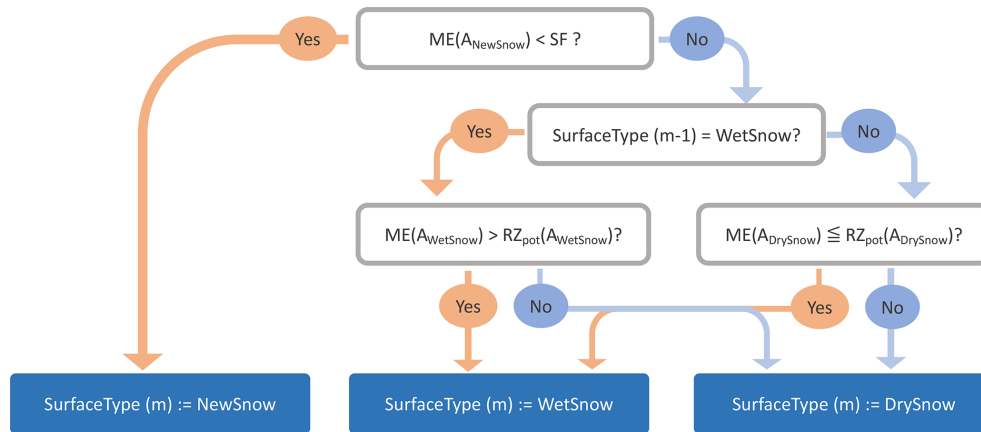 Yes
ME(A_NewSnow) < SF ?
No
Yes
SurfaceType (m-1) = WetSnow?
No
ME(A_WetSnow) > RZ_pot(A_WetSnow)?
ME(A_DrySnow) ≦ RZ_pot(A_DrySnow)?
Yes
No
Yes
No
SurfaceType (m) := NewSnow
SurfaceType (m) := WetSnow
SurfaceType (m) := DrySnow